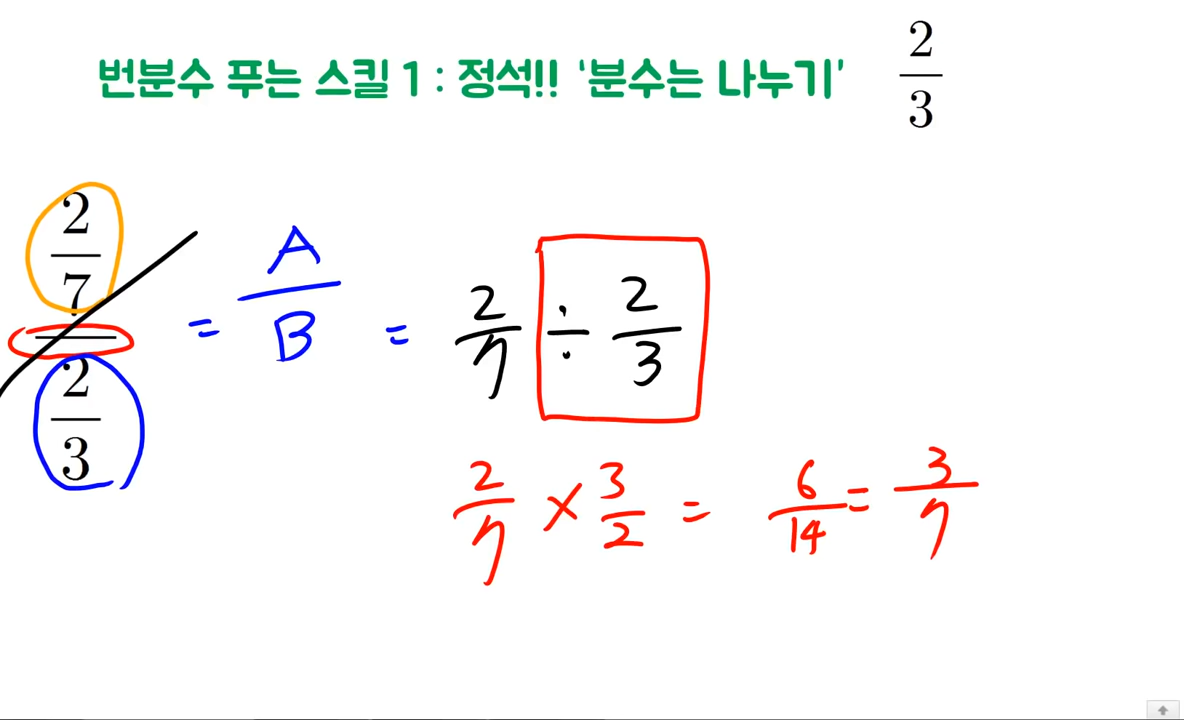 번분수 푸는 스킬 1 : 정석!! ‘분수는 나누기’ 2/3
(2/7)/(2/3) = A/B = 2/7 ÷ 2/3
2/7 × 3/2 = 6/14 = 3/7